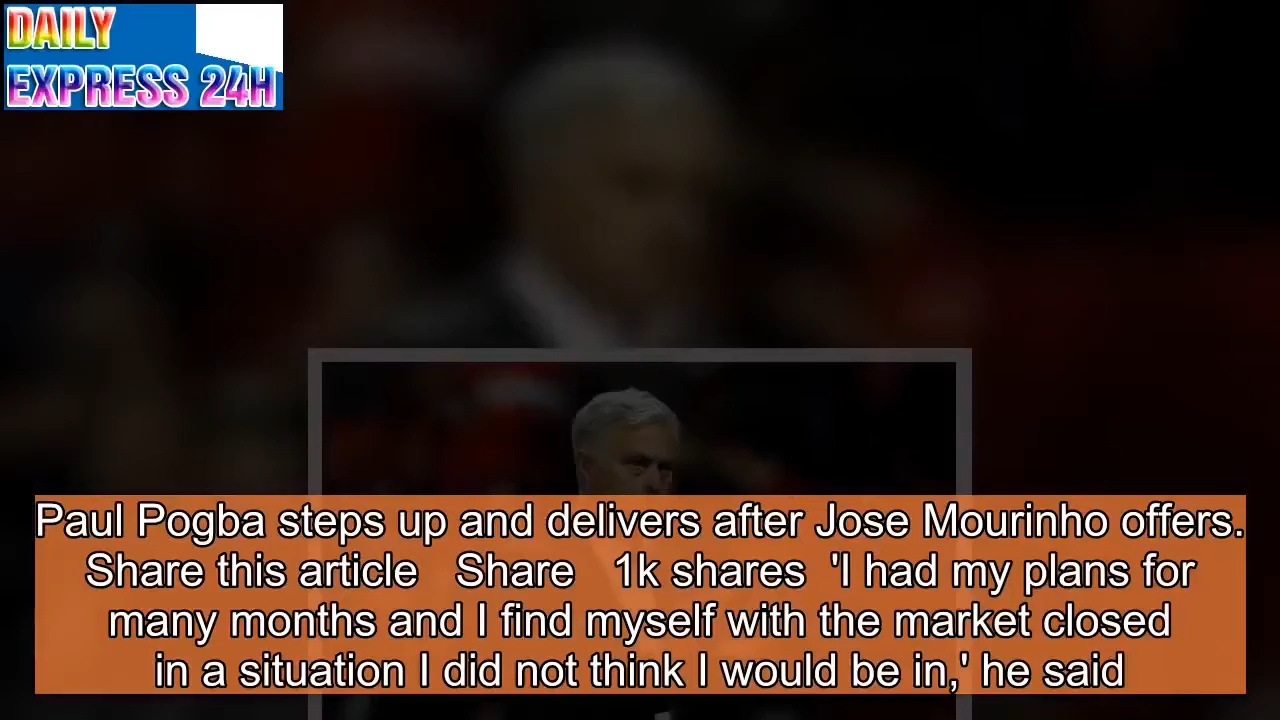 DAILY
EXPRESS 24H
Paul Pogba steps up and delivers after Jose Mourinho offers.
Share this article   Share   1k shares  'I had my plans for
many months and I find myself with the market closed
in a situation I did not think I would be in,' he said